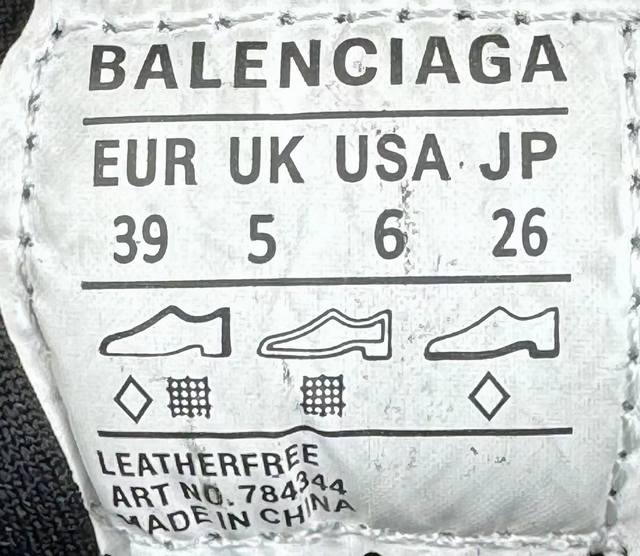 BALENCIAGA
EUR UK USA JP
39 5 6 26
LEATHERFREE
ART NO. 784344
MADE IN CHINA